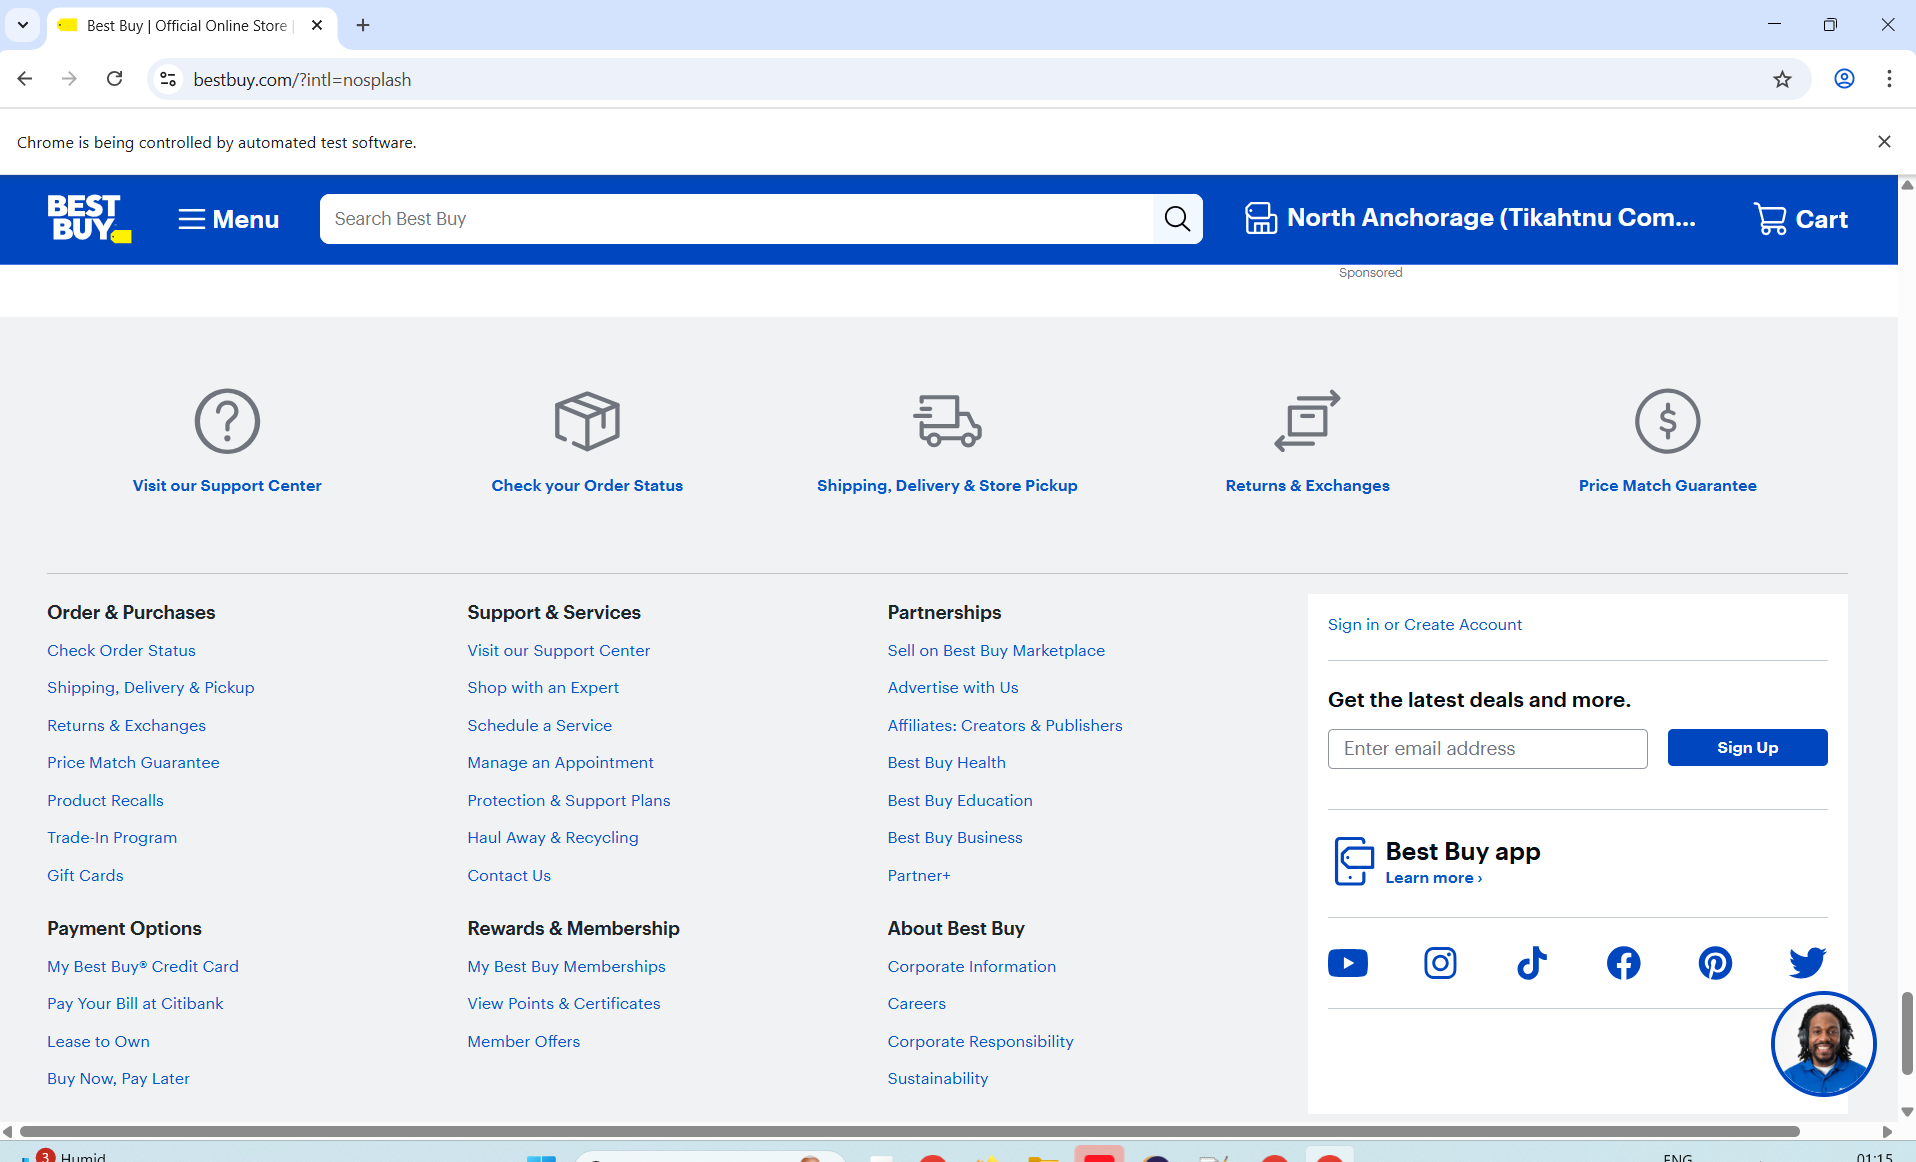 Best Buy | Official Online Store |
bestbuy.com/?intl=nosplash
Chrome is being controlled by automated test software.
BEST BUY
Menu
Search Best Buy
North Anchorage (Tikahtnu Com...
Cart
Sponsored
Visit our Support Center
Check your Order Status
Shipping, Delivery & Store Pickup
Returns & Exchanges
Price Match Guarantee
Order & Purchases
Check Order Status
Shipping, Delivery & Pickup
Returns & Exchanges
Price Match Guarantee
Product Recalls
Trade-In Program
Gift Cards
Support & Services
Visit our Support Center
Shop with an Expert
Schedule a Service
Manage an Appointment
Protection & Support Plans
Haul Away & Recycling
Contact Us
Partnerships
Sell on Best Buy Marketplace
Advertise with Us
Affiliates: Creators & Publishers
Best Buy Health
Best Buy Education
Best Buy Business
Partner+
Payment Options
My Best Buy® Credit Card
Pay Your Bill at Citibank
Lease to Own
Buy Now, Pay Later
Rewards & Membership
My Best Buy Memberships
View Points & Certificates
Member Offers
About Best Buy
Corporate Information
Careers
Corporate Responsibility
Sustainability
Sign in or Create Account
Get the latest deals and more.
Enter email address
Sign Up
Best Buy app
Learn more ›
3
Humid
ENG
01:15